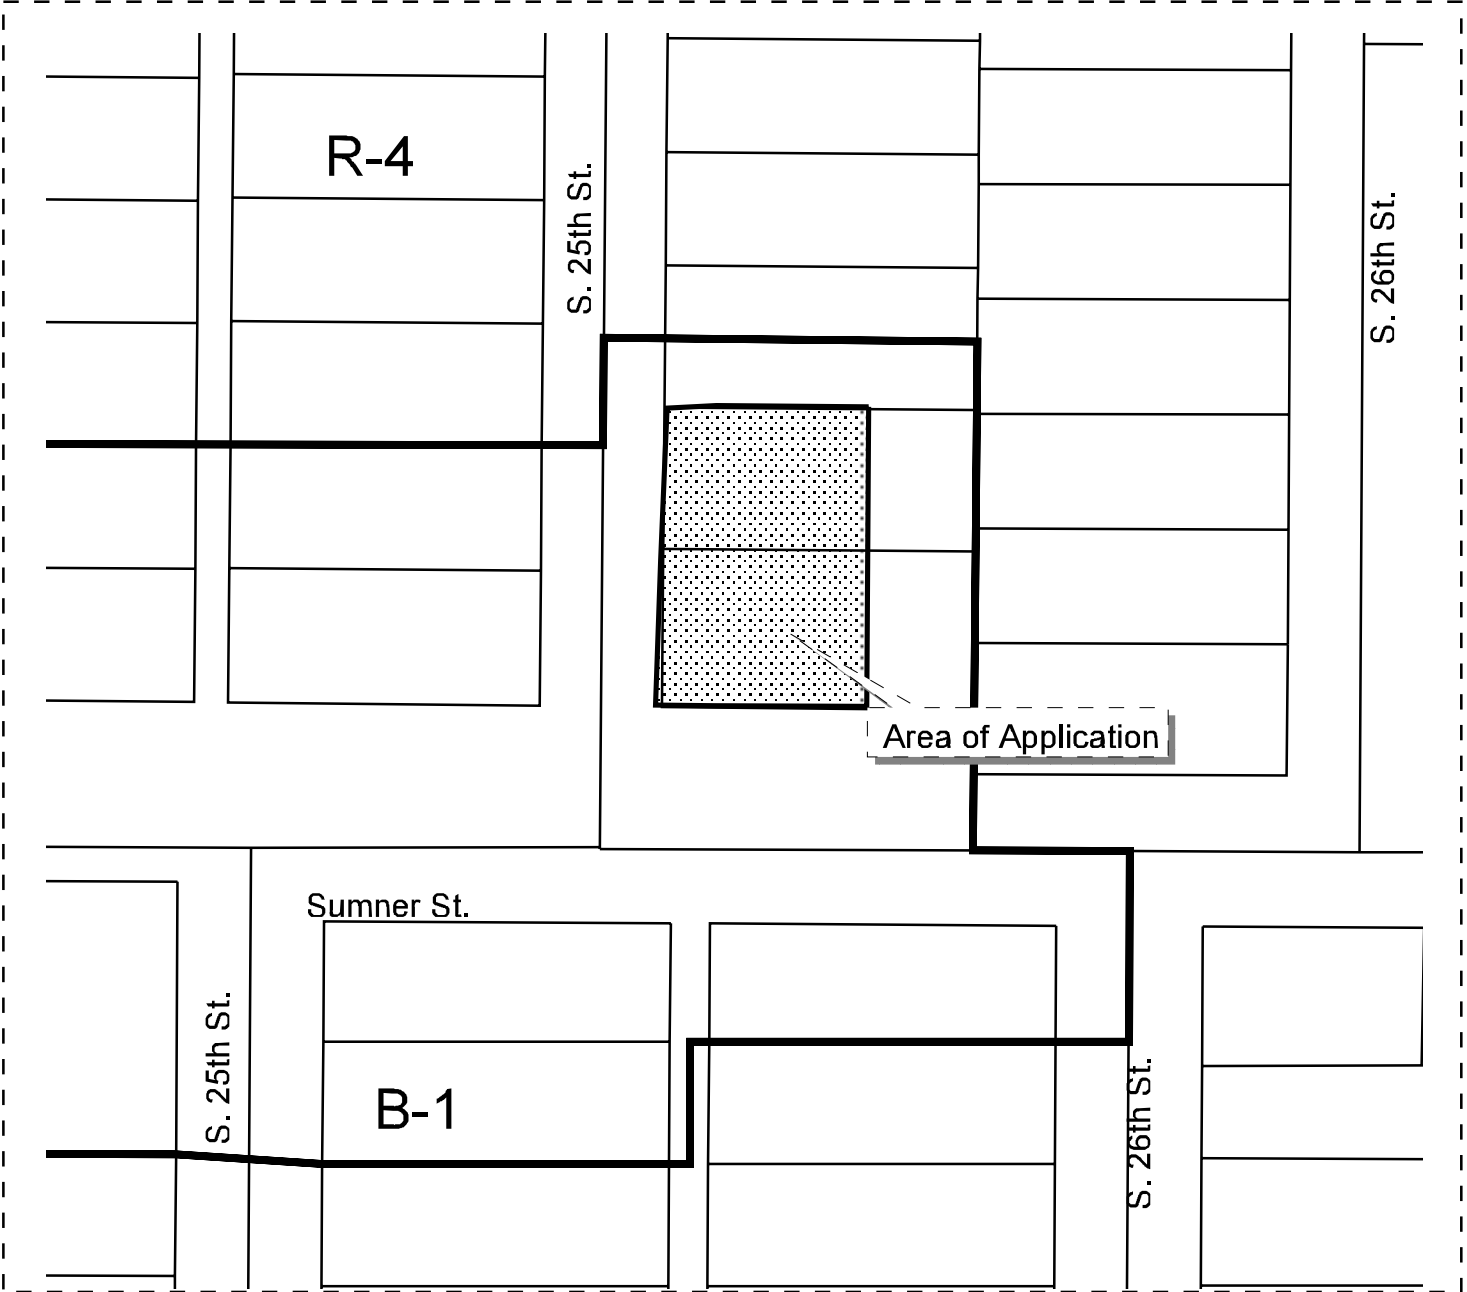 R-4
S. 25th St.
S. 26th St.
Area of Application
Sumner St.
S. 25th St.
B-1
S. 26th St.